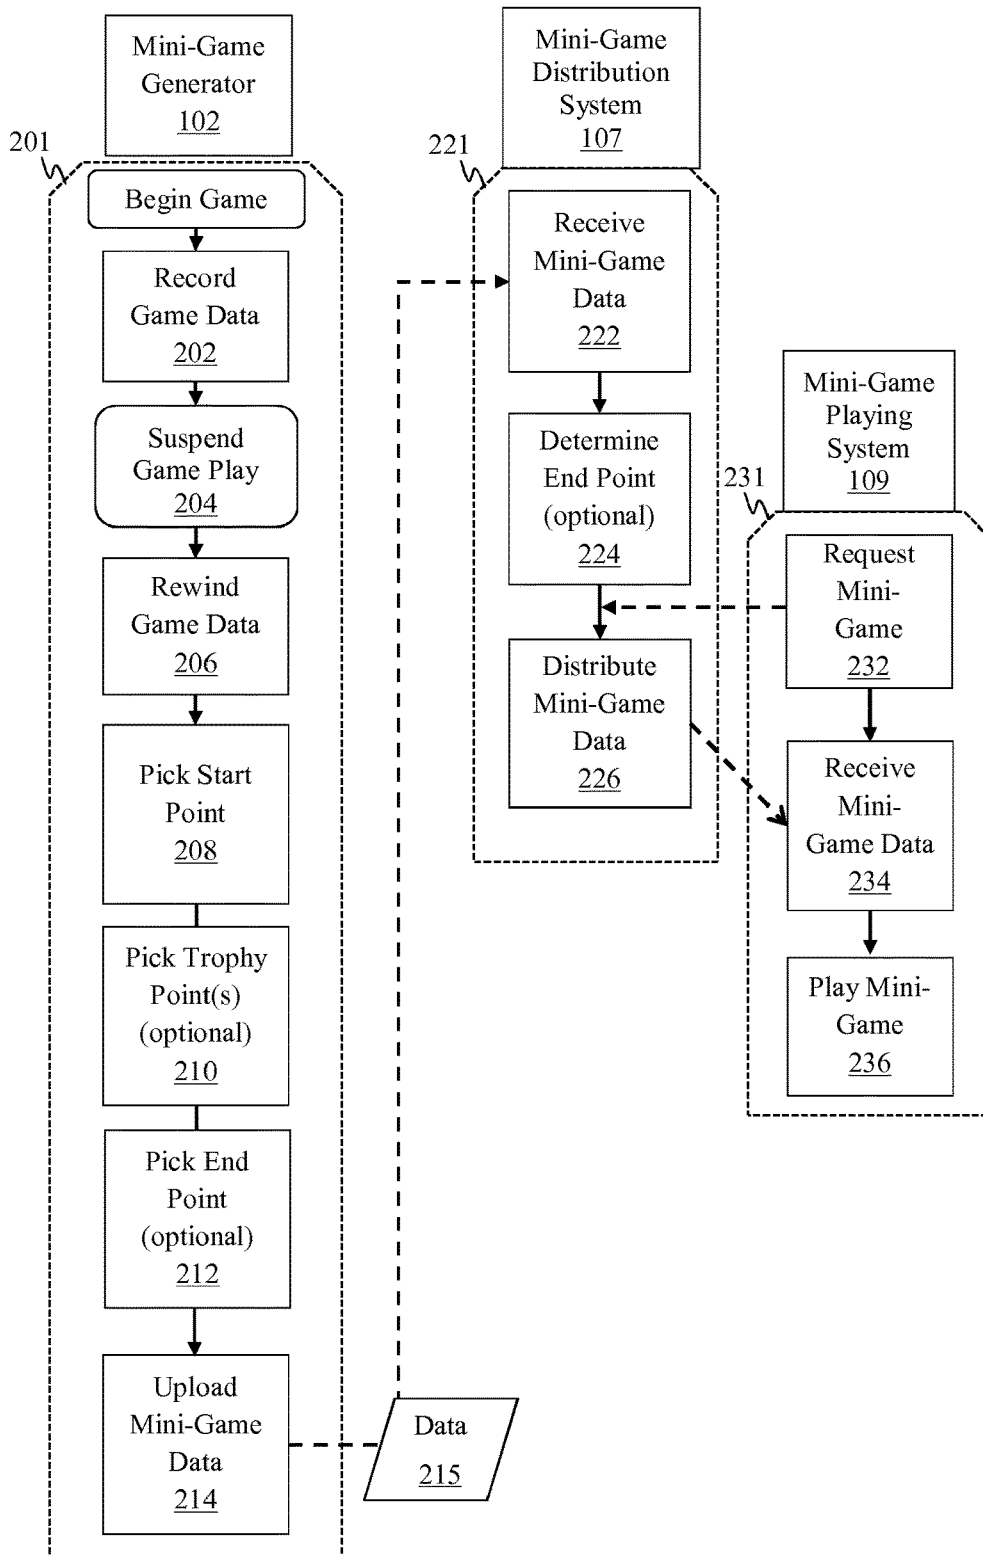 Mini-Game
Generator
102
201
Begin Game
Record
Game Data
202
Suspend
Game Play
204
Rewind
Game Data
206
Pick Start
Point
208
Pick Trophy
Point(s)
(optional)
210
Pick End
Point
(optional)
212
Upload
Mini-Game
Data
214
Data
215
Mini-Game
Distribution
System
107
221
Receive
Mini-Game
Data
222
Determine
End Point
(optional)
224
Distribute
Mini-Game
Data
226
Mini-Game
Playing
System
109
231
Request
Mini-
Game
232
Receive
Mini-
Game Data
234
Play Mini-
Game
236